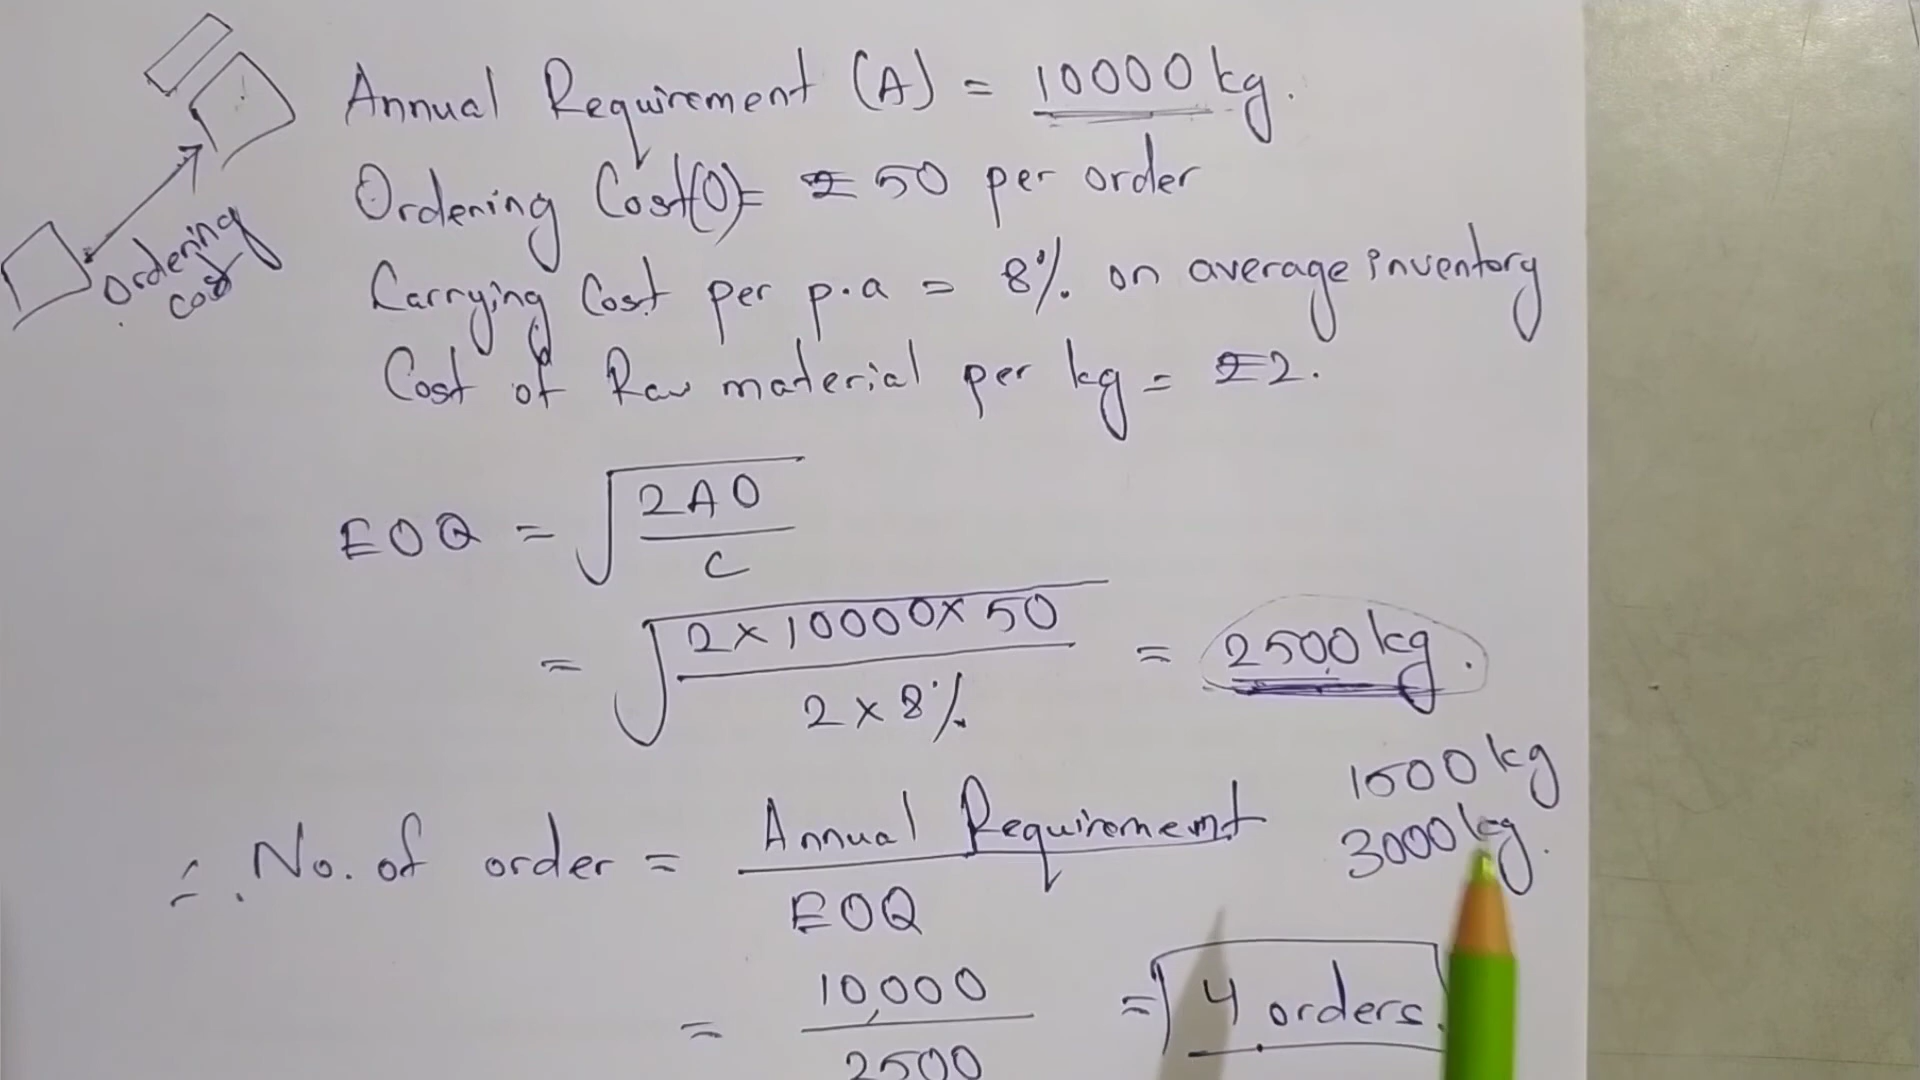 Annual Requirement (A) = 10000 kg.
Ordering Cost(O)= ₹ 50 per order
Carrying Cost per p.a = 8% on average inventory
Cost of Raw material per kg = ₹2.
Ordering
cost
EOQ = √ 2AO
C
= √ 2 x 10000 x 50 = 2500 kg.
2 x 8%
1500 kg
3000 kg.
∴ No. of order = Annual Requirement
EOQ
= 10,000 = 4 orders.
2500